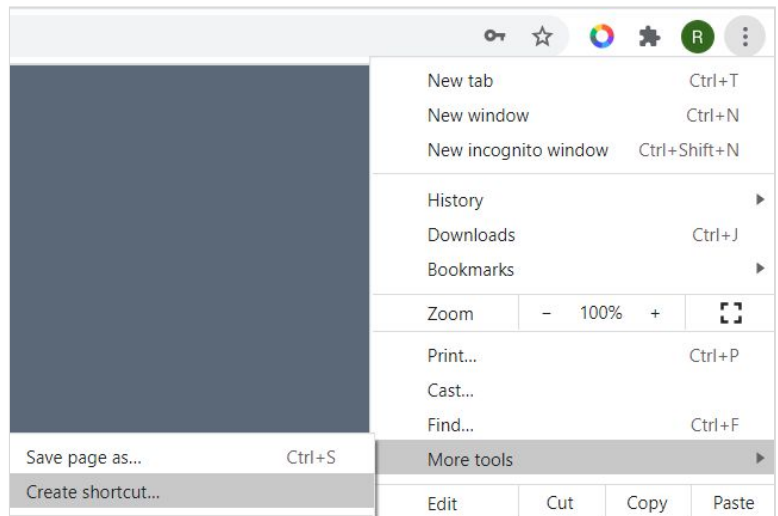 R
New tab Ctrl+T
New window Ctrl+N
New incognito window Ctrl+Shift+N
History
Downloads Ctrl+J
Bookmarks
Zoom - 100% +
Print... Ctrl+P
Cast...
Find... Ctrl+F
More tools
Edit Cut Copy Paste
Save page as... Ctrl+S
Create shortcut...